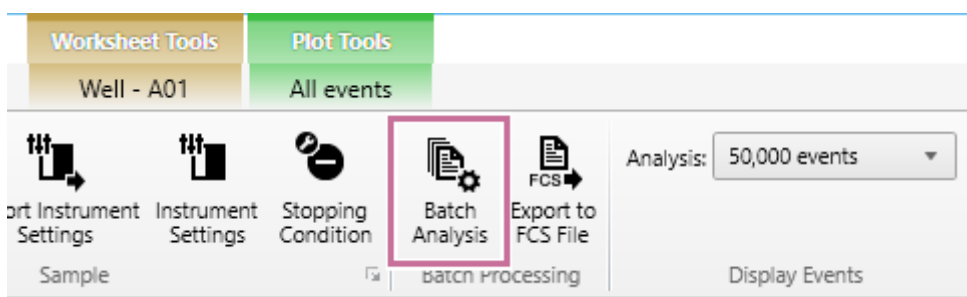 Worksheet Tools
Plot Tools
Well - A01
All events
ort Instrument
Settings
Instrument
Settings
Stopping
Condition
Batch
Analysis
FCS
Export to
FCS File
Analysis:
50,000 events
Sample
Batch Processing
Display Events